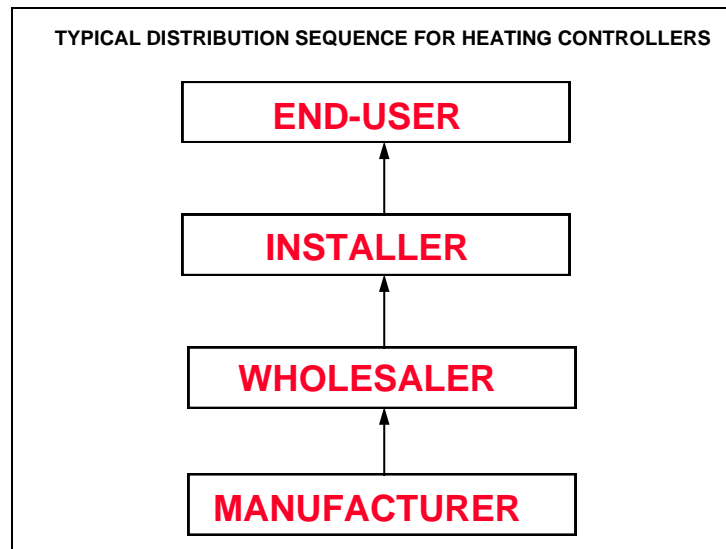 TYPICAL DISTRIBUTION SEQUENCE FOR HEATING CONTROLLERS
END-USER
INSTALLER
WHOLESALER
MANUFACTURER